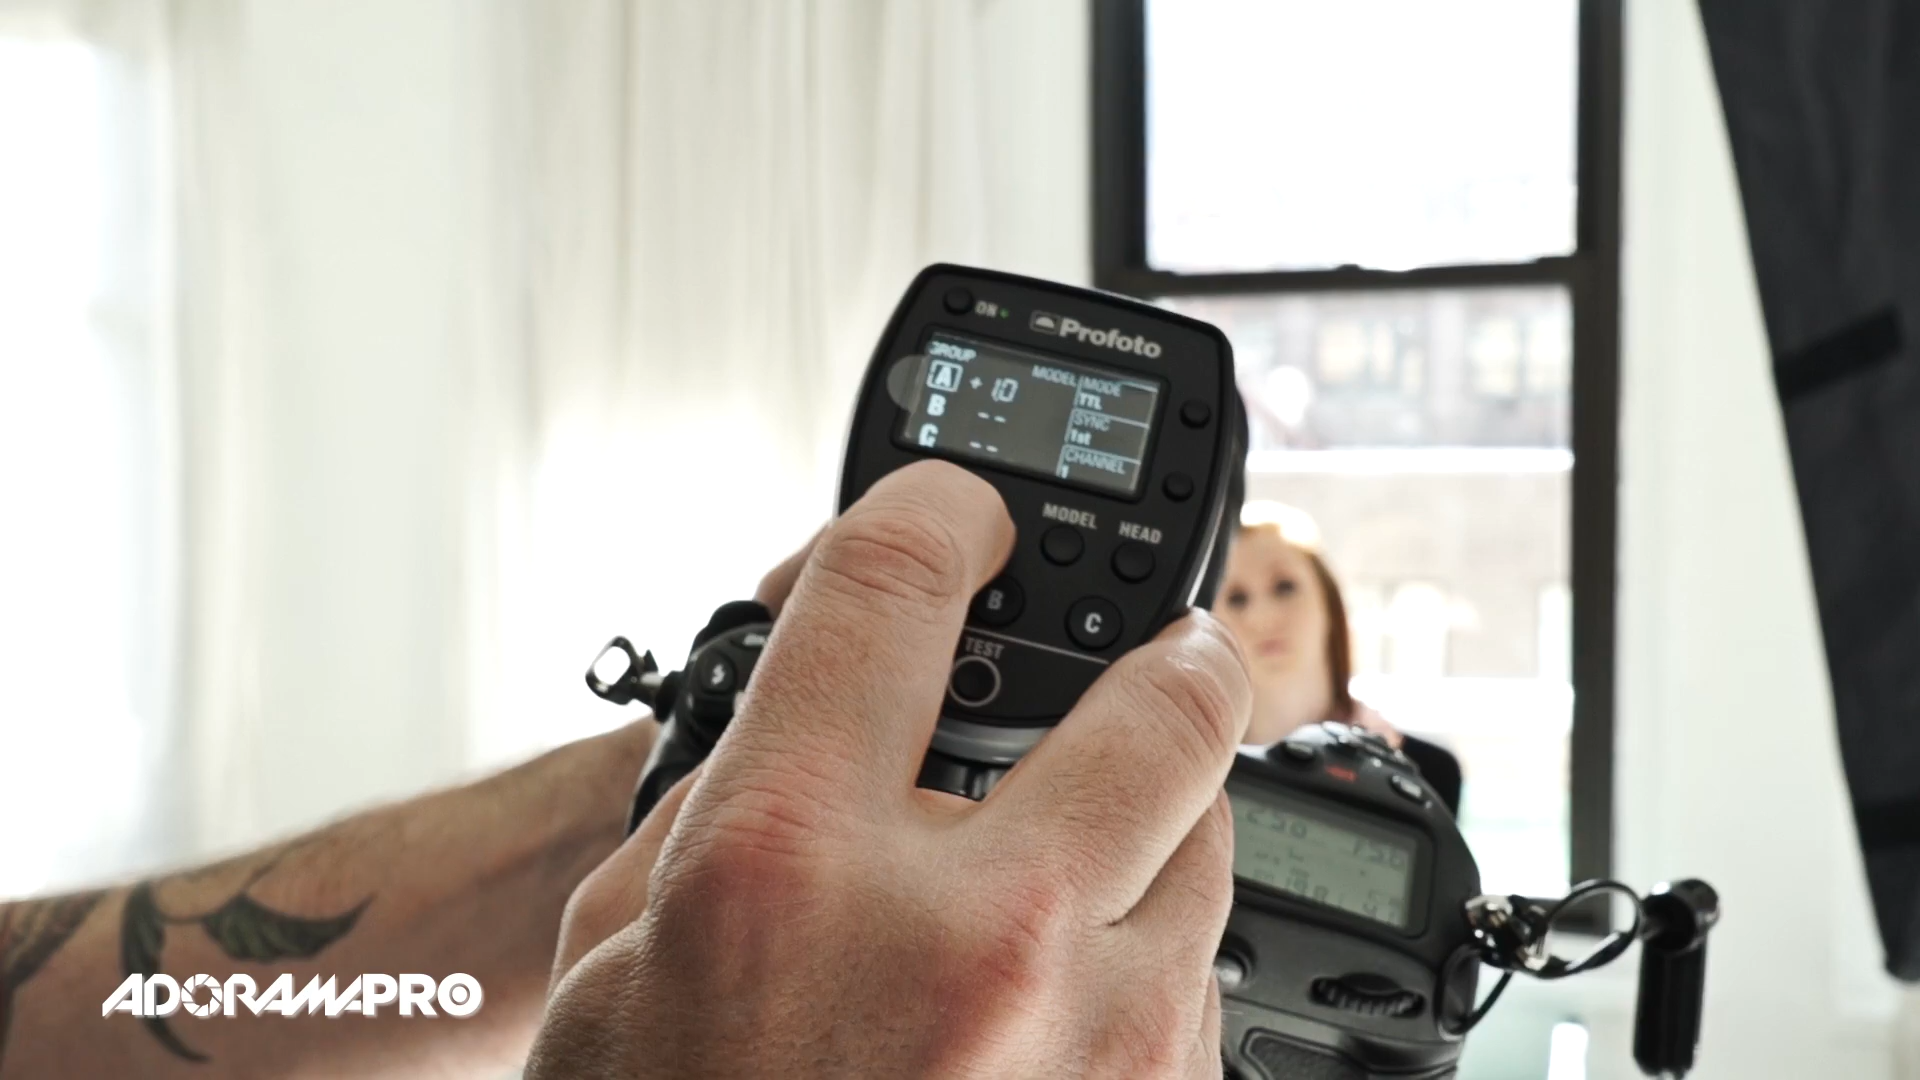 ON
Profoto
GROUP
A + 1.0
B --
C --
MODEL
MODE
TTL
SYNC
1st
CHANNEL
1
MODEL HEAD
B
C
TEST
ADORAMAPRO